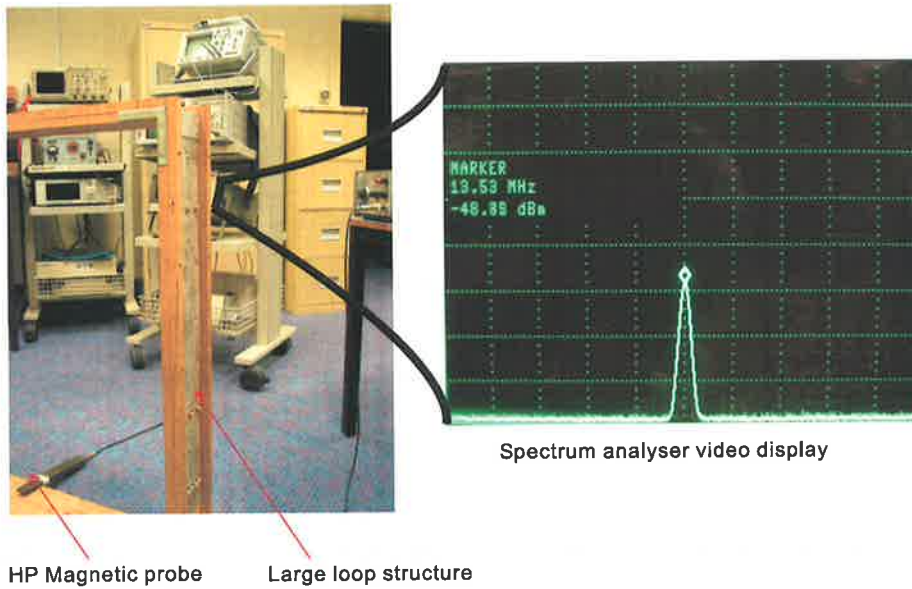 MARKER
13.53 MHz
-48.89 dBm
Spectrum analyser video display
HP Magnetic probe
Large loop structure